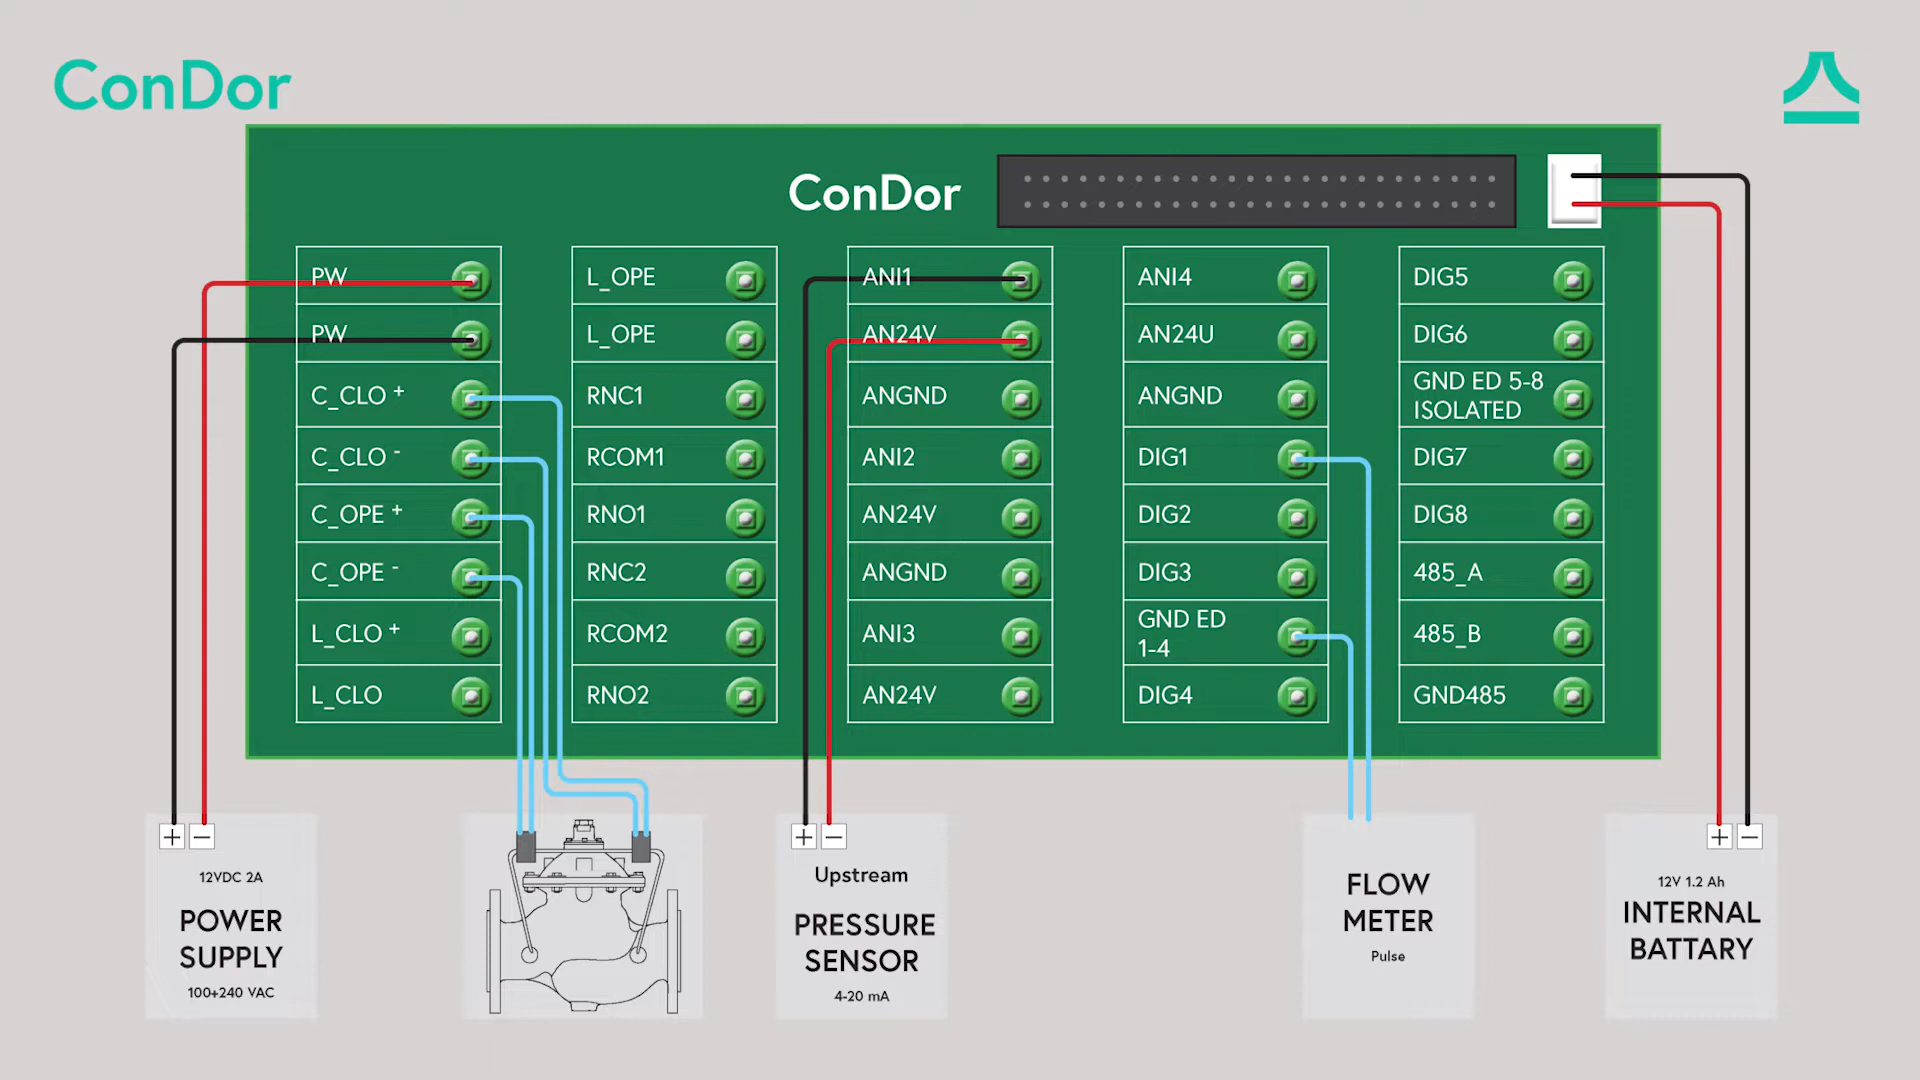 ConDor
ConDor
PW
PW
C_CLO +
C_CLO -
C_OPE +
C_OPE -
L_CLO +
L_CLO
L_OPE
L_OPE
RNC1
RCOM1
RNO1
RNC2
RCOM2
RNO2
ANI1
AN24V
ANGND
ANI2
AN24V
ANGND
ANI3
AN24V
ANI4
AN24U
ANGND
DIG1
DIG2
DIG3
GND ED
1-4
DIG4
DIG5
DIG6
GND ED 5-8
ISOLATED
DIG7
DIG8
485_A
485_B
GND485
+ −
12VDC 2A
POWER
SUPPLY
100+240 VAC
+ −
Upstream
PRESSURE
SENSOR
4-20 mA
FLOW
METER
Pulse
+ −
12V 1.2 Ah
INTERNAL
BATTARY